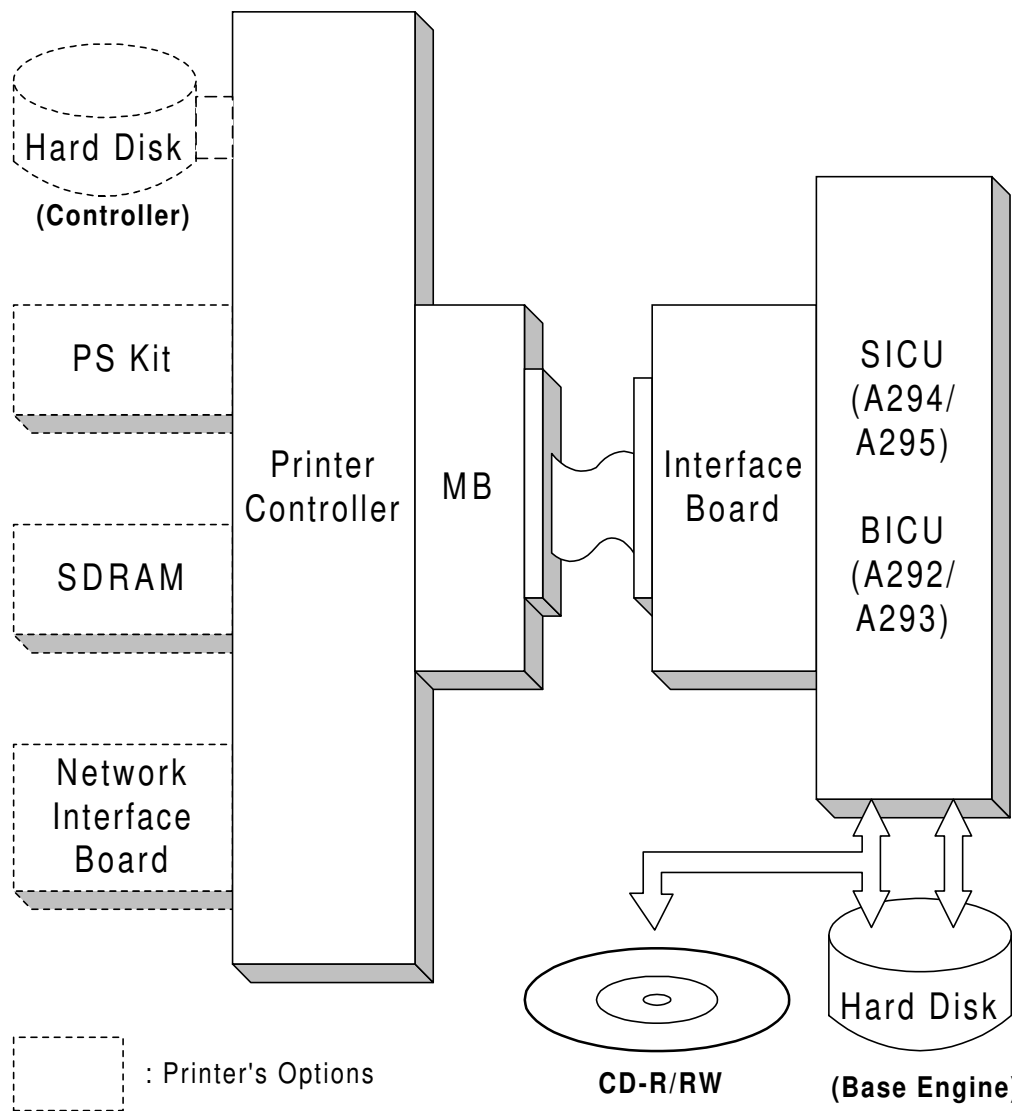 Hard Disk
(Controller)
PS Kit
SDRAM
Network
Interface
Board
Printer
Controller
MB
Interface
Board
SICU
(A294/
A295)
BICU
(A292/
A293)
Hard Disk
(Base Engine)
CD-R/RW
: Printer's Options